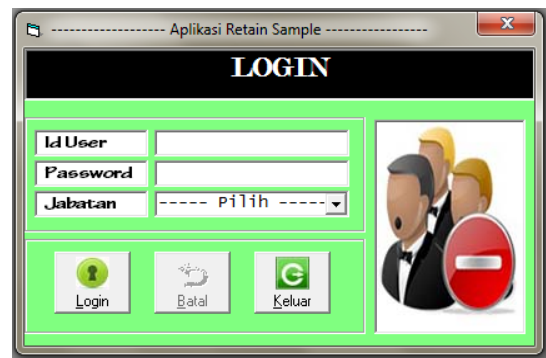 ------------------- Aplikasi Retain Sample -----------------
LOGIN
Id User
Password
Jabatan
----- Pilih -----
Login
Batal
Keluar